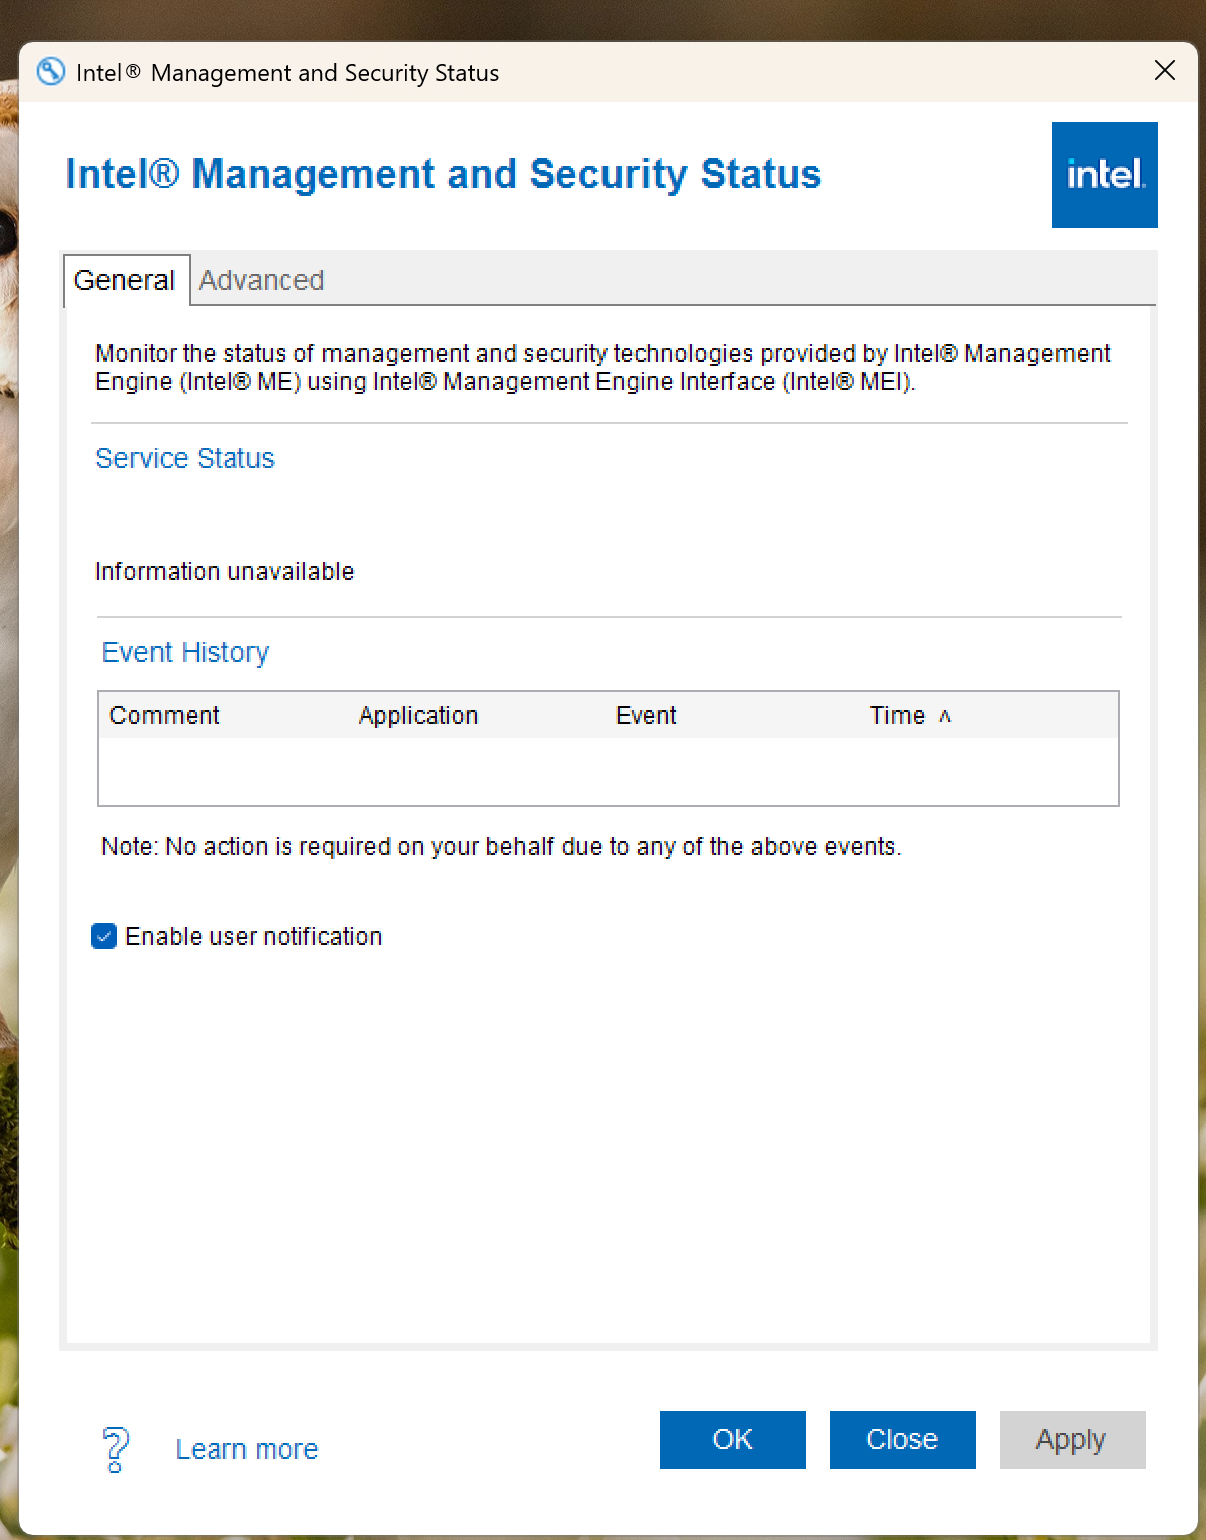 Intel® Management and Security Status
Intel® Management and Security Status
intel.
General Advanced
Monitor the status of management and security technologies provided by Intel® Management
Engine (Intel® ME) using Intel® Management Engine Interface (Intel® MEI).
Service Status
Information unavailable
Event History
Comment Application Event Time ˄
Note: No action is required on your behalf due to any of the above events.
Enable user notification
Learn more OK Close Apply